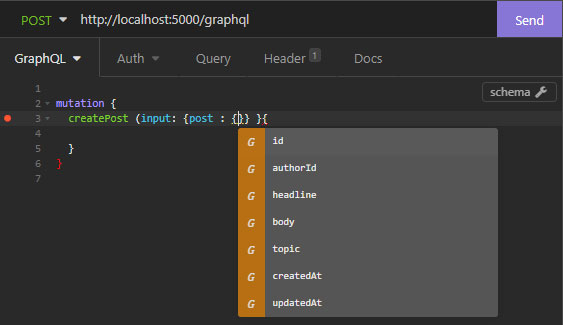 POST http://localhost:5000/graphql Send
GraphQL Auth Query Header 1 Docs
1 schema
2 mutation {
3 createPost (input: {post : {}} }{
4 G id
5 }
6 }
G authorId
7
G headline
G body
G topic
G createdAt
G updatedAt